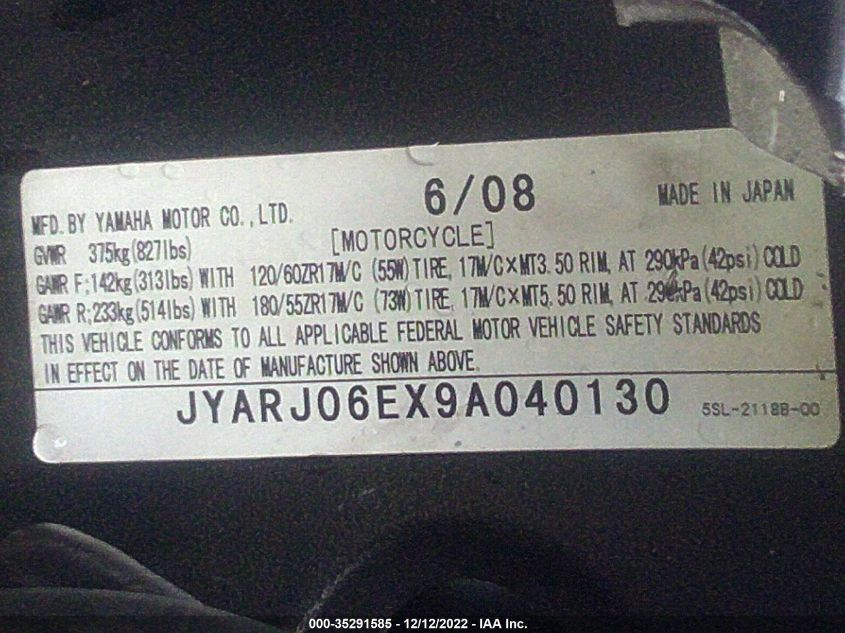 MFD. BY YAMAHA MOTOR CO., LTD. 6/08 MADE IN JAPAN
GVWR 375kg(827lbs) [MOTORCYCLE]
GAWR F;142kg(313lbs) WITH 120/60ZR17M/C (55W) TIRE, 17M/C×MT3.50 RIM, AT 290kPa(42psi) COLD
GAWR R;233kg(514lbs) WITH 180/55ZR17M/C (73W) TIRE, 17M/C×MT5.50 RIM, AT 290kPa(42psi) COLD
THIS VEHICLE CONFORMS TO ALL APPLICABLE FEDERAL MOTOR VEHICLE SAFETY STANDARDS
IN EFFECT ON THE DATE OF MANUFACTURE SHOWN ABOVE.
JYARJ06EX9A040130 5SL-2118B-00
000-35291585 - 12/12/2022 - IAA Inc.